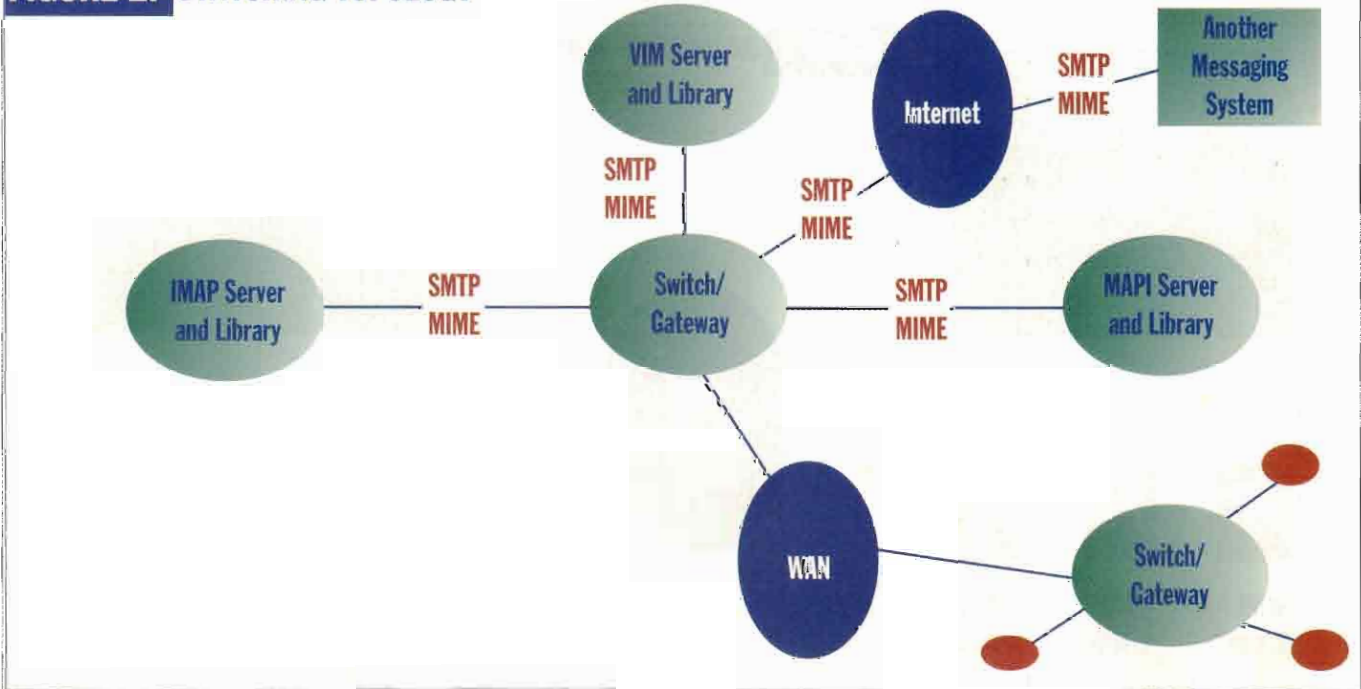 VIM Server
and Library
Internet
SMTP
MIME
Another
Messaging
System
SMTP
MIME
SMTP
MIME
IMAP Server
and Library
SMTP
MIME
Switch/
Gateway
SMTP
MIME
MAPI Server
and Library
WAN
Switch/
Gateway